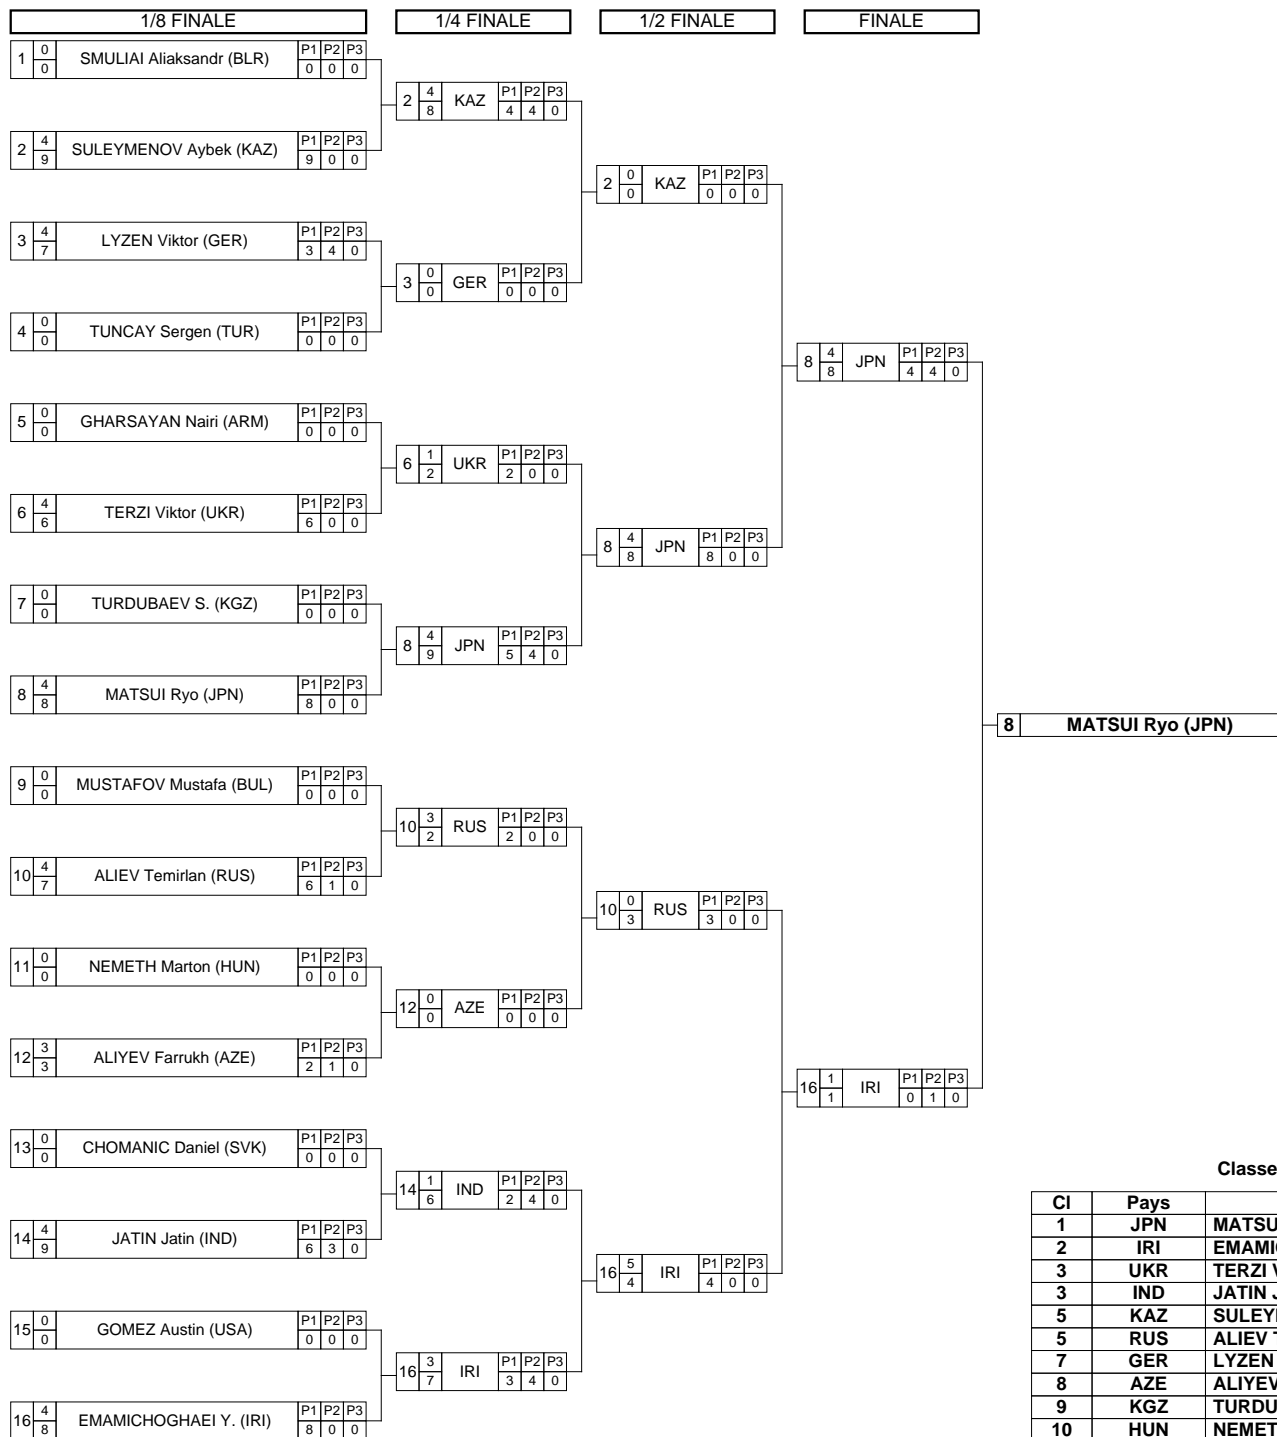 1/8 FINALE 1/4 FINALE 1/2 FINALE FINALE
1 0 0 SMULIAI Aliaksandr (BLR) P1 P2 P3 0 0 0
2 4 8 KAZ P1 P2 P3 4 4 0
2 4 9 SULEYMENOV Aybek (KAZ) P1 P2 P3 9 0 0
2 0 0 KAZ P1 P2 P3 0 0 0
3 4 7 LYZEN Viktor (GER) P1 P2 P3 3 4 0
3 0 0 GER P1 P2 P3 0 0 0
4 0 0 TUNCAY Sergen (TUR) P1 P2 P3 0 0 0
8 4 8 JPN P1 P2 P3 4 4 0
5 0 0 GHARSAYAN Nairi (ARM) P1 P2 P3 0 0 0
6 1 2 UKR P1 P2 P3 2 0 0
6 4 6 TERZI Viktor (UKR) P1 P2 P3 6 0 0
8 4 8 JPN P1 P2 P3 8 0 0
7 0 0 TURDUBAEV S. (KGZ) P1 P2 P3 0 0 0
8 4 9 JPN P1 P2 P3 5 4 0
8 4 8 MATSUI Ryo (JPN) P1 P2 P3 8 0 0
8 MATSUI Ryo (JPN)
9 0 0 MUSTAFOV Mustafa (BUL) P1 P2 P3 0 0 0
10 3 2 RUS P1 P2 P3 2 0 0
10 4 7 ALIEV Temirlan (RUS) P1 P2 P3 6 1 0
10 0 3 RUS P1 P2 P3 3 0 0
11 0 0 NEMETH Marton (HUN) P1 P2 P3 0 0 0
12 0 0 AZE P1 P2 P3 0 0 0
12 3 3 ALIYEV Farrukh (AZE) P1 P2 P3 2 1 0
16 1 1 IRI P1 P2 P3 0 1 0
13 0 0 CHOMANIC Daniel (SVK) P1 P2 P3 0 0 0
14 1 6 IND P1 P2 P3 2 4 0
14 4 9 JATIN Jatin (IND) P1 P2 P3 6 3 0
16 5 4 IRI P1 P2 P3 4 0 0
15 0 0 GOMEZ Austin (USA) P1 P2 P3 0 0 0
16 3 7 IRI P1 P2 P3 3 4 0
16 4 8 EMAMICHOGHAEI Y. (IRI) P1 P2 P3 8 0 0
Classe
Cl Pays
1 JPN MATSU
2 IRI EMAMI
3 UKR TERZI
3 IND JATIN
5 KAZ SULEY
5 RUS ALIEV
7 GER LYZEN
8 AZE ALIYEV
9 KGZ TURDU
10 HUN NEMET